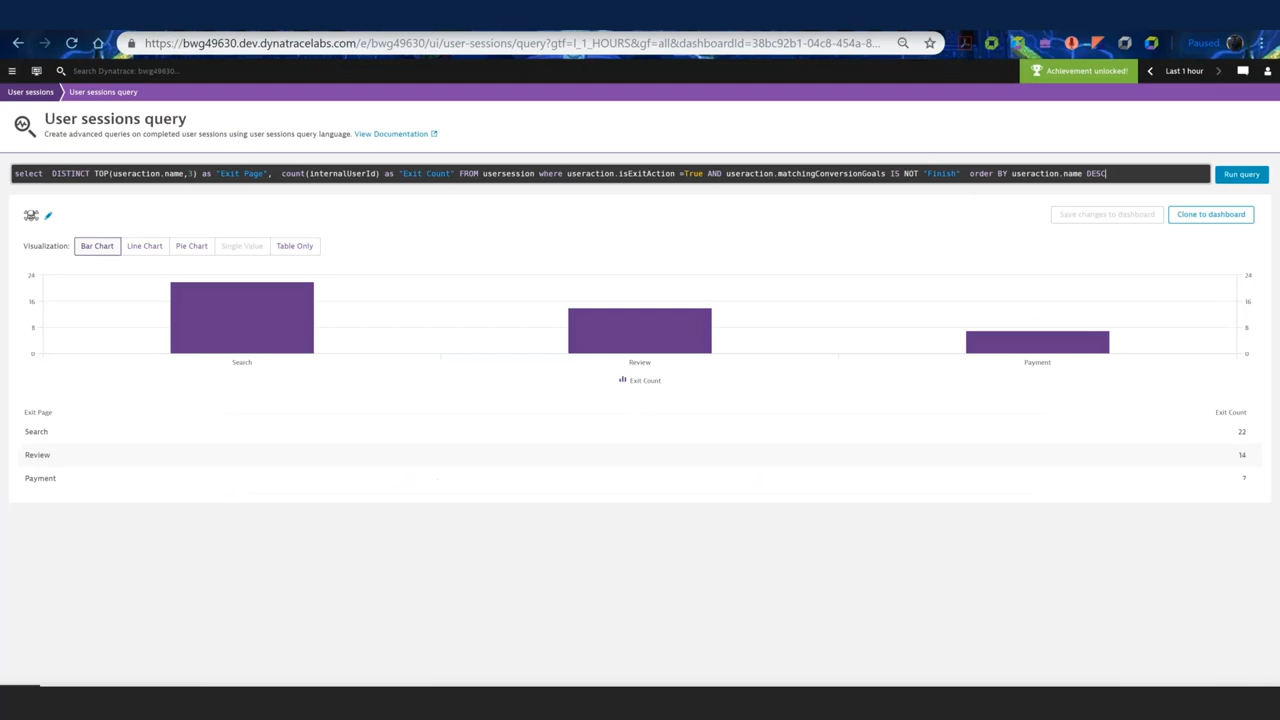 https://bwg49630.dev.dynatracelabs.com/e/bwg49630/ui/user-sessions/query?gtf=l_1_HOURS&gf=all&dashboardId=38bc92b1-04c8-454a-8...
Paused
Search Dynatrace: bwg49630...
Achievement unlocked!
Last 1 hour
User sessions
User sessions query
User sessions query
Create advanced queries on completed user sessions using user sessions query language. View Documentation
select DISTINCT TOP(useraction.name,3) as "Exit Page", count(internalUserId) as "Exit Count" FROM usersession where useraction.isExitAction =True AND useraction.matchingConversionGoals IS NOT "Finish" order BY useraction.name DESC
Run query
Save changes to dashboard
Clone to dashboard
Visualization:
Bar Chart
Line Chart
Pie Chart
Single Value
Table Only
24 24
16 16
8 8
0 0
Search Review Payment
Exit Count
Exit Page Exit Count
Search 22
Review 14
Payment 7